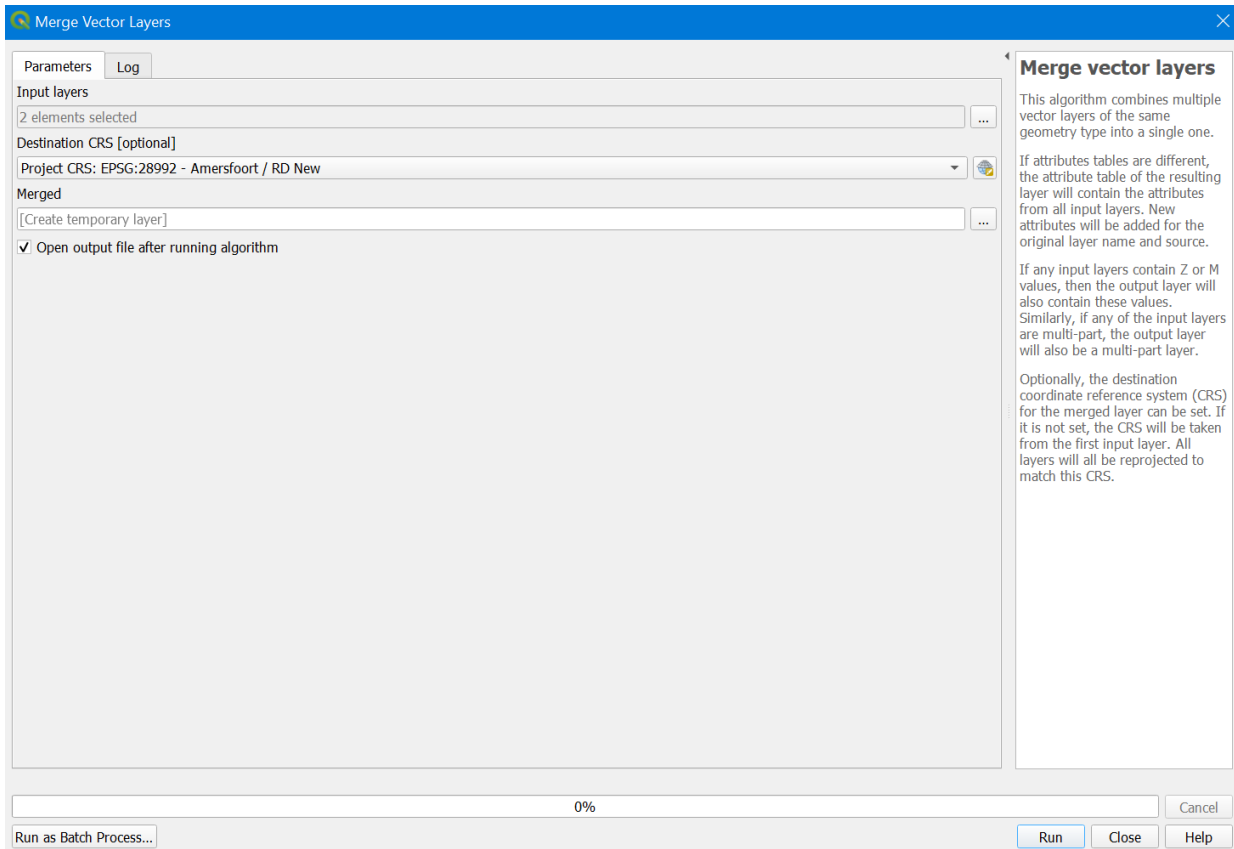 Merge Vector Layers
Parameters
Log
Input layers
2 elements selected
...
Destination CRS [optional]
Project CRS: EPSG:28992 - Amersfoort / RD New
Merged
[Create temporary layer]
...
Open output file after running algorithm
Merge vector layers
This algorithm combines multiple
vector layers of the same
geometry type into a single one.
If attributes tables are different,
the attribute table of the resulting
layer will contain the attributes
from all input layers. New
attributes will be added for the
original layer name and source.
If any input layers contain Z or M
values, then the output layer will
also contain these values.
Similarly, if any of the input layers
are multi-part, the output layer
will also be a multi-part layer.
Optionally, the destination
coordinate reference system (CRS)
for the merged layer can be set. If
it is not set, the CRS will be taken
from the first input layer. All
layers will all be reprojected to
match this CRS.
0%
Cancel
Run as Batch Process...
Run
Close
Help